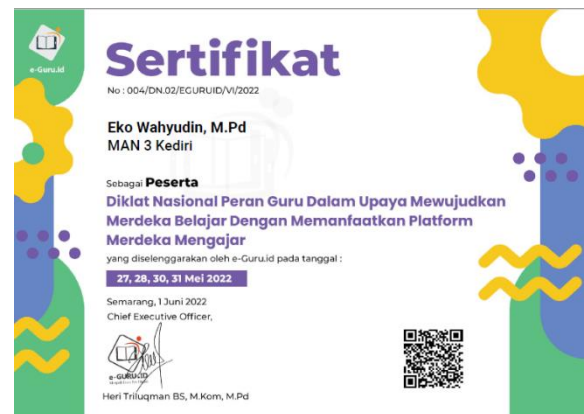 e-Guru.id
Sertifikat
No : 004/DN.02/EGURUID/VI/2022
Eko Wahyudin, M.Pd
MAN 3 Kediri
Sebagai Peserta
Diklat Nasional Peran Guru Dalam Upaya Mewujudkan
Merdeka Belajar Dengan Memanfaatkan Platform
Merdeka Mengajar
yang diselenggarakan oleh e-Guru.id pada tanggal :
27, 28, 30, 31 Mei 2022
Semarang, 1 Juni 2022
Chief Executive Officer,
e-GURU.ID
Heri Triluqman BS, M.Kom, M.Pd